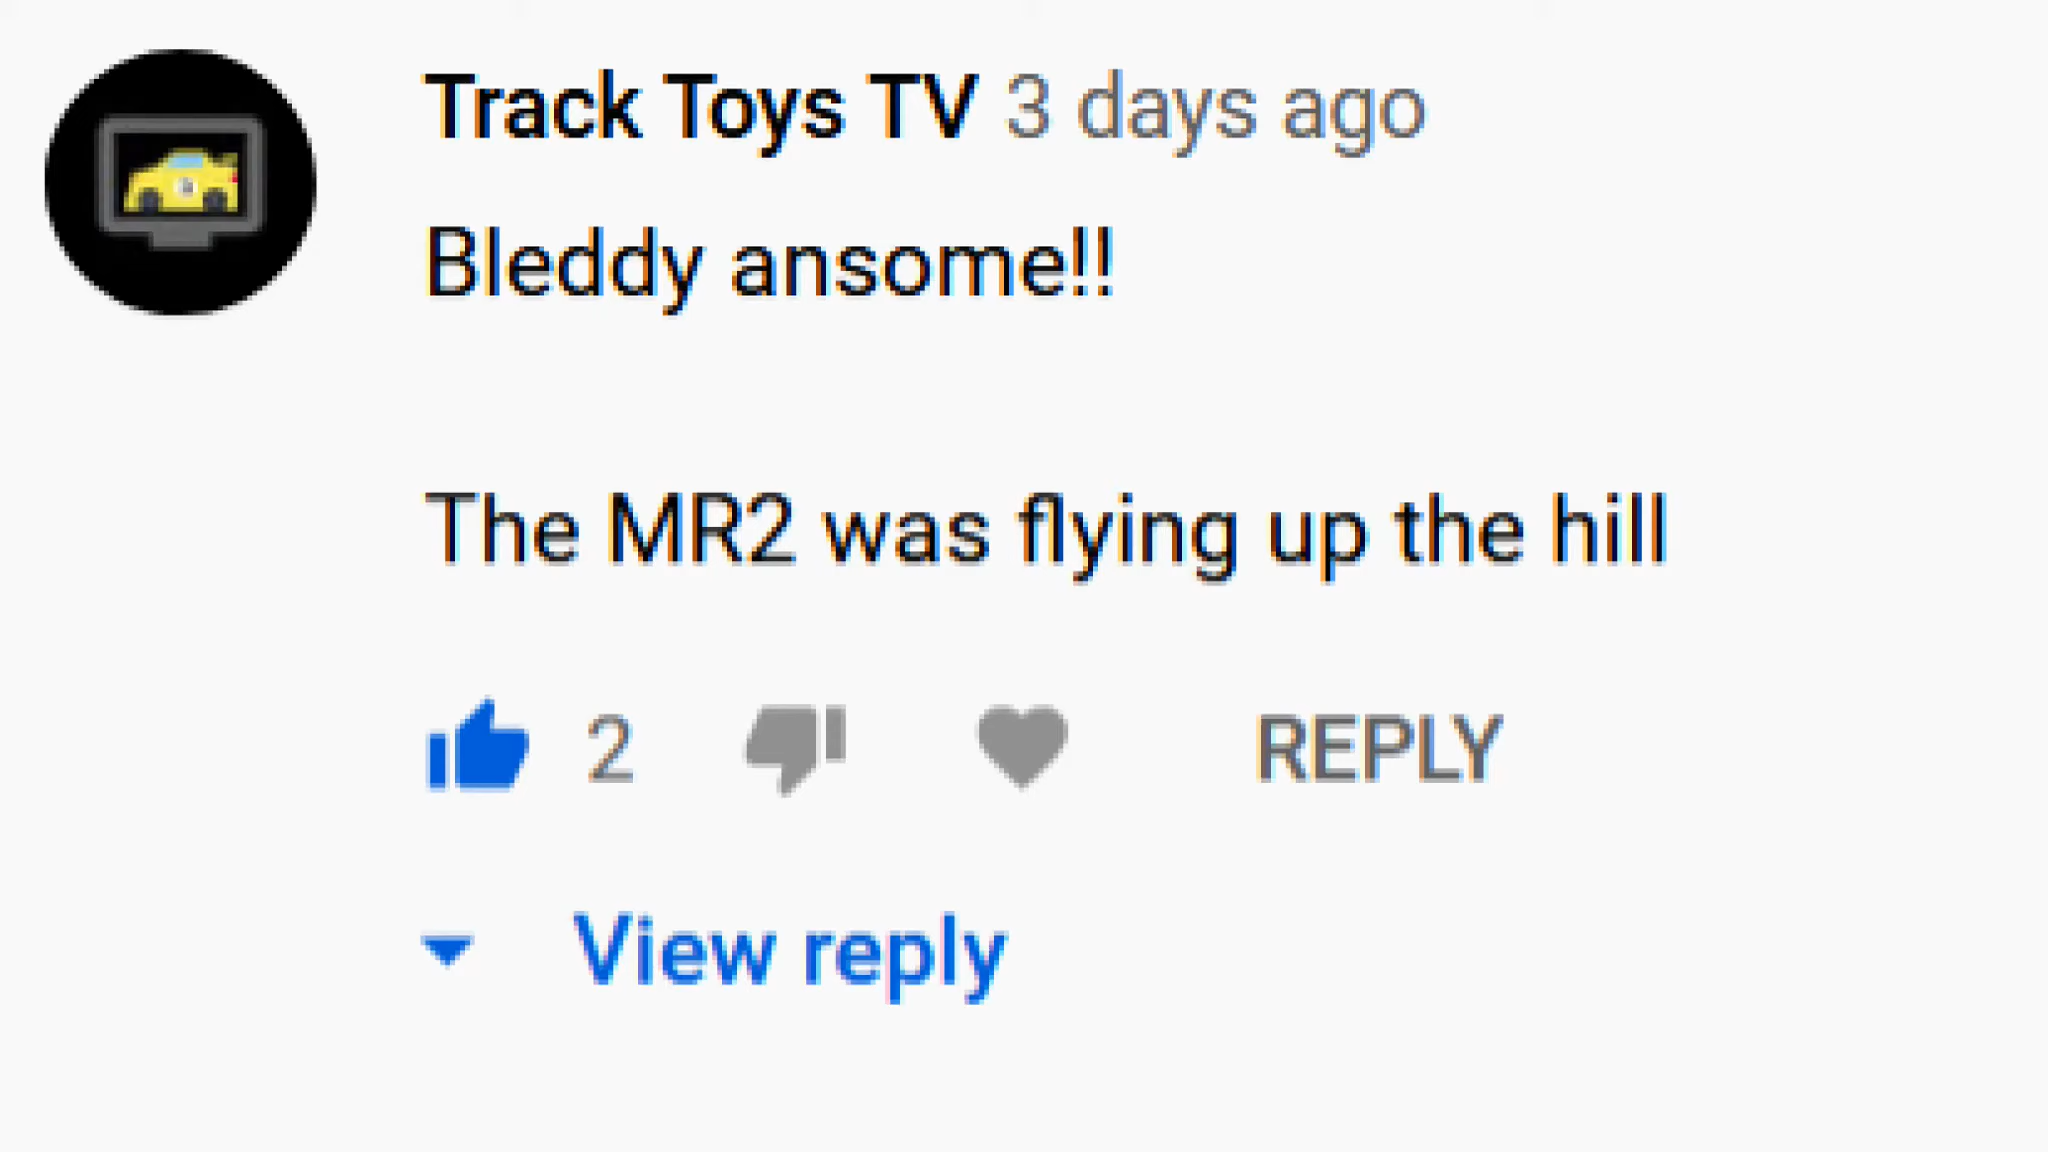 Track Toys TV 3 days ago
Bleddy ansome!!
The MR2 was flying up the hill
2 REPLY
View reply